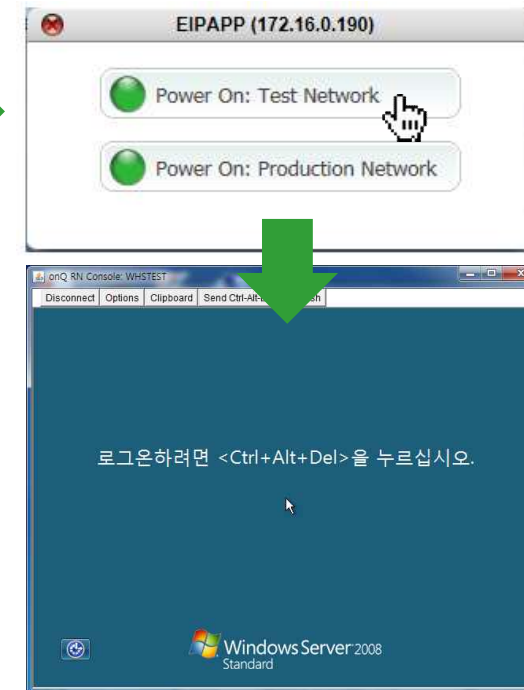 EIPAPP (172.16.0.190)
Power On: Test Network
Power On: Production Network
onQ RN Console: WHSTEST
Disconnect Options Clipboard Send Ctrl-Alt-
로그온하려면 <Ctrl+Alt+Del>을 누르십시오.
Windows Server 2008
Standard